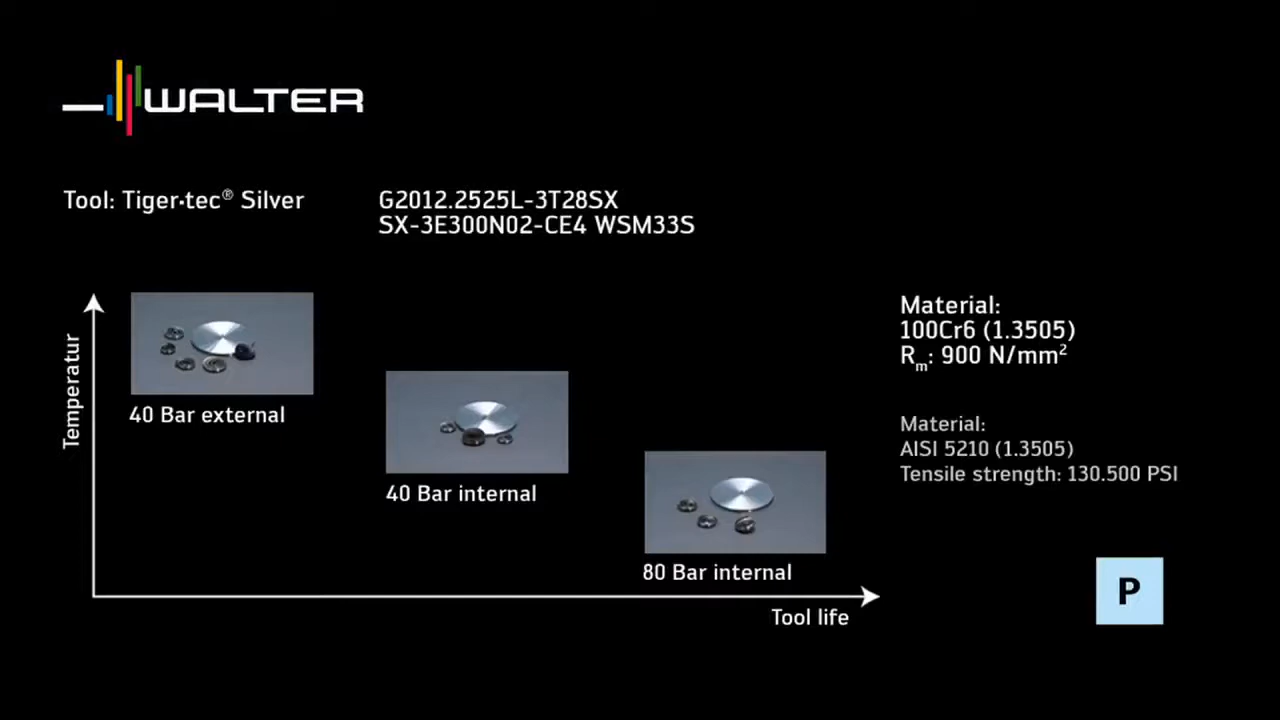 WALTER
Tool: Tiger·tec® Silver
G2012.2525L-3T28SX
SX-3E300N02-CE4 WSM33S
Temperatur
40 Bar external
40 Bar internal
80 Bar internal
Tool life
Material:
100Cr6 (1.3505)
Rm: 900 N/mm²
Material:
AISI 5210 (1.3505)
Tensile strength: 130.500 PSI
P